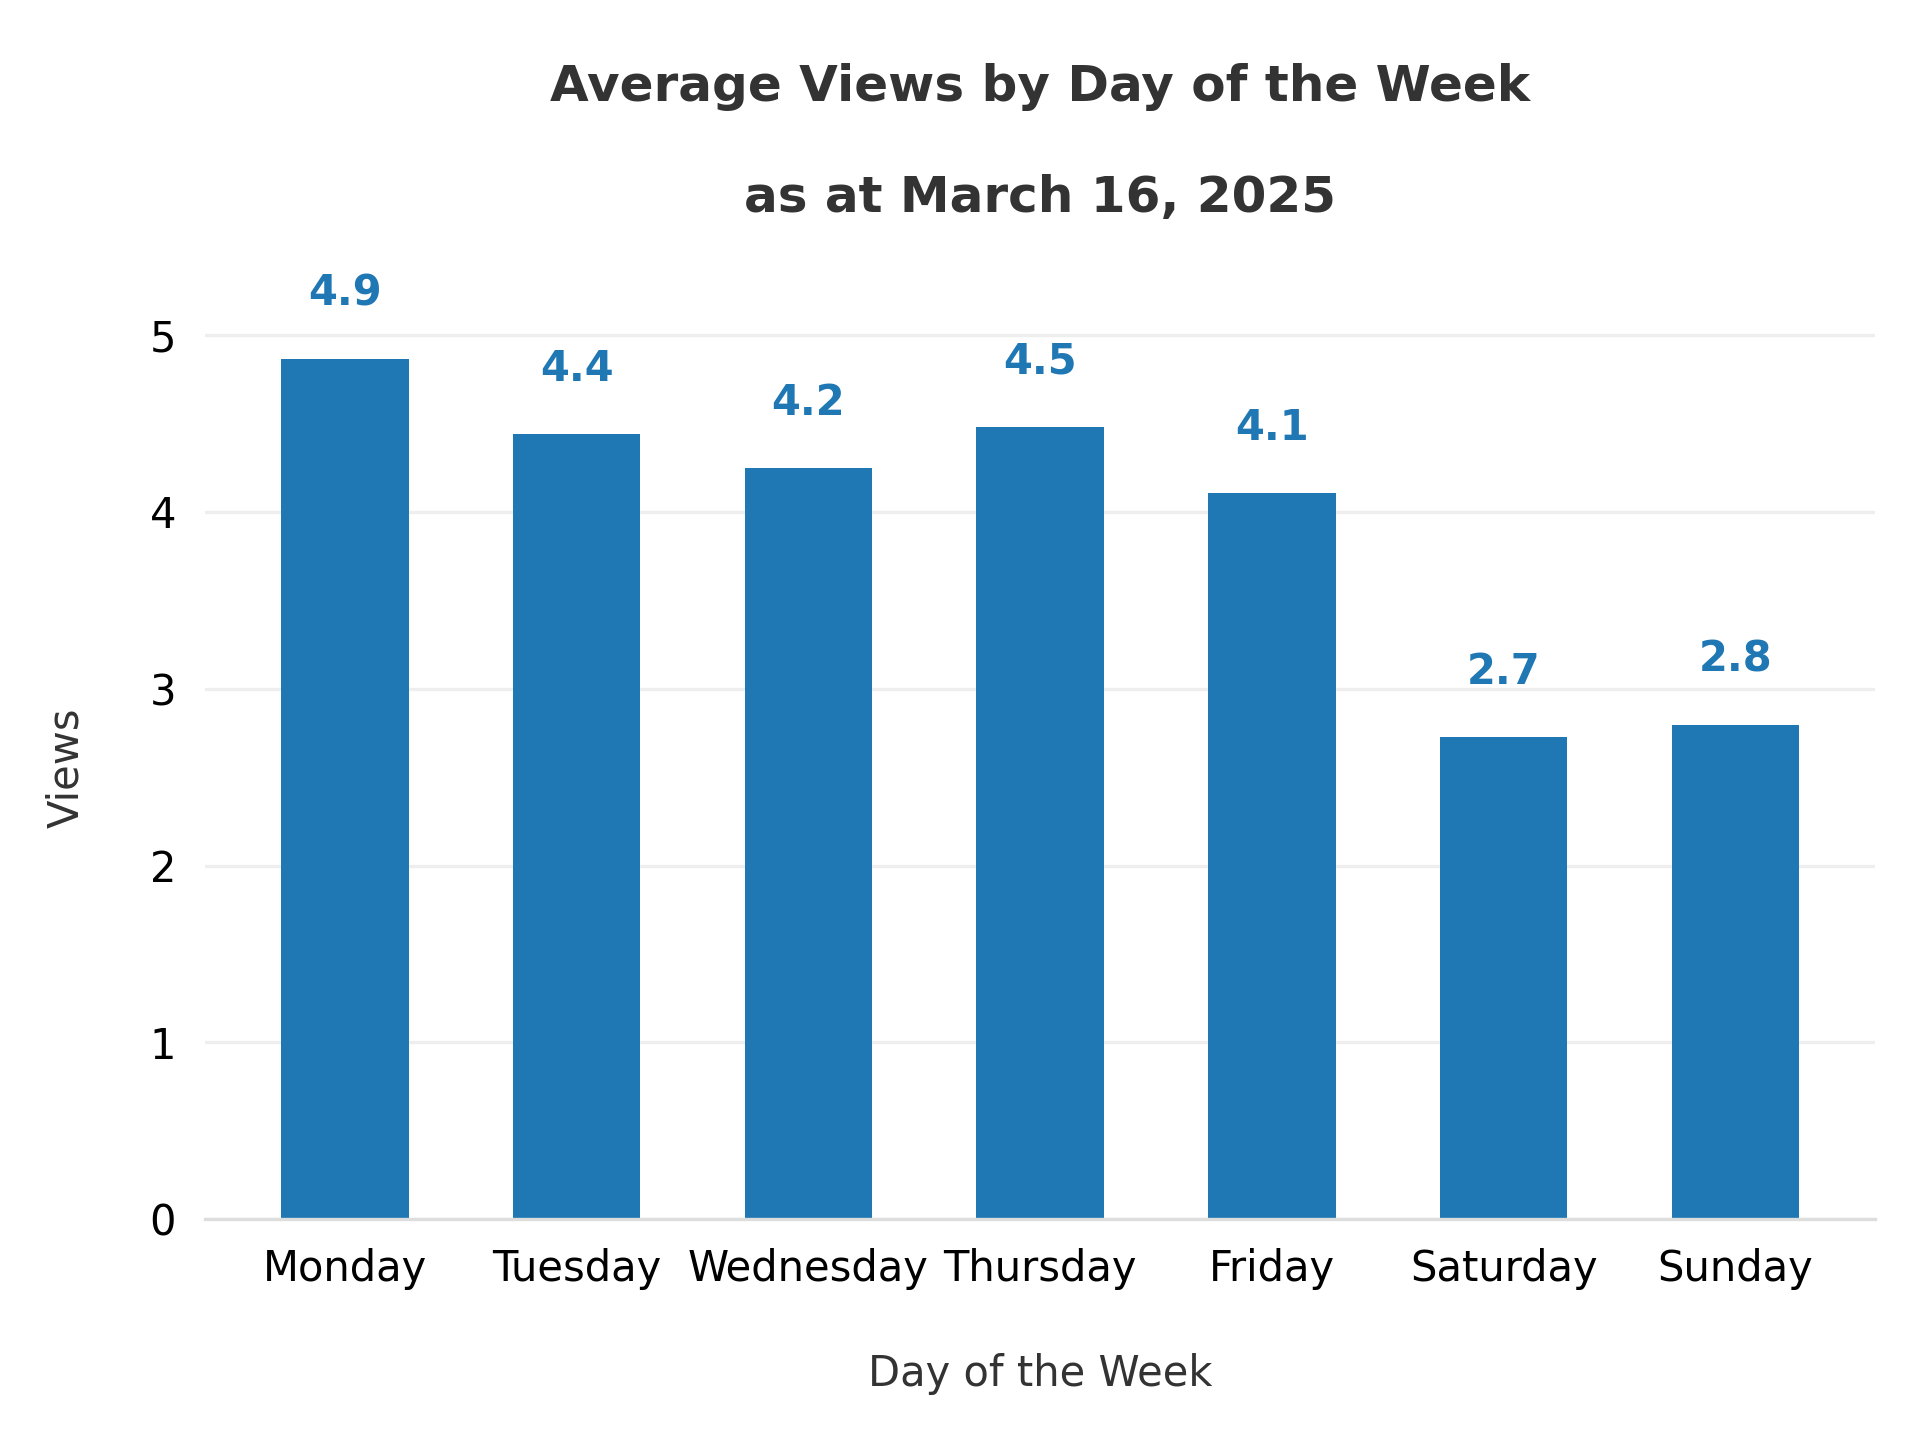 Average Views by Day of the Week
as at March 16, 2025
4.9
4.4
4.2
4.5
4.1
2.7
2.8
5
4
3
2
1
0
Views
Monday Tuesday Wednesday Thursday Friday Saturday Sunday
Day of the Week